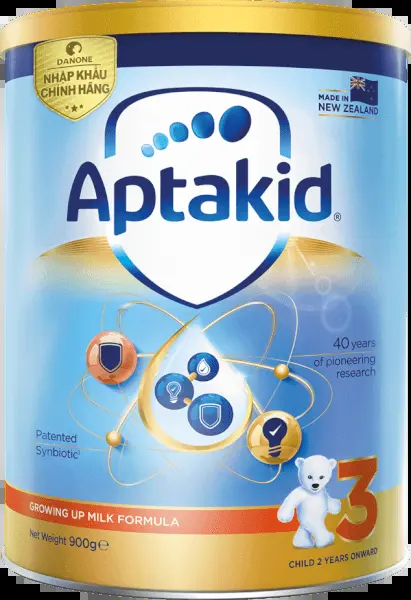 DANONE
NHẬP KHẨU
CHÍNH HÃNG
MADE IN
NEW ZEALAND
Aptakid®
40 years
of pioneering
research
Patented
Synbiotic¹
GROWING UP MILK FORMULA
Net Weight 900g℮
3
CHILD 2 YEARS ONWARD